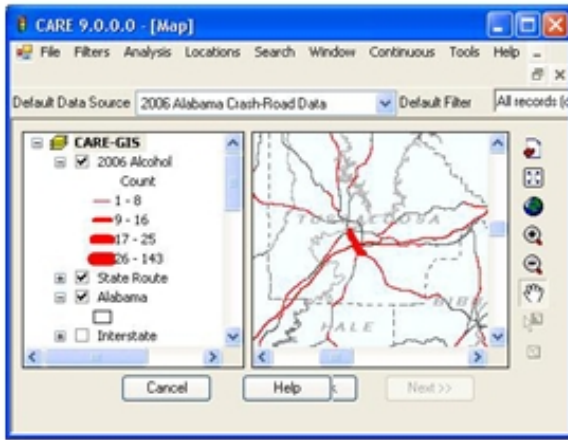 CARE 9.0.0.0 - [Map]
File Filters Analysis Locations Search Window Continuous Tools Help
Default Data Source 2006 Alabama Crash-Road Data Default Filter All records (
CARE-GIS
2006 Alcohol
Count
1 - 8
9 - 16
17 - 25
26 - 143
State Route
Alabama
Interstate
TUSCALOOSA
BIBB
HALE
Cancel Help Next >>